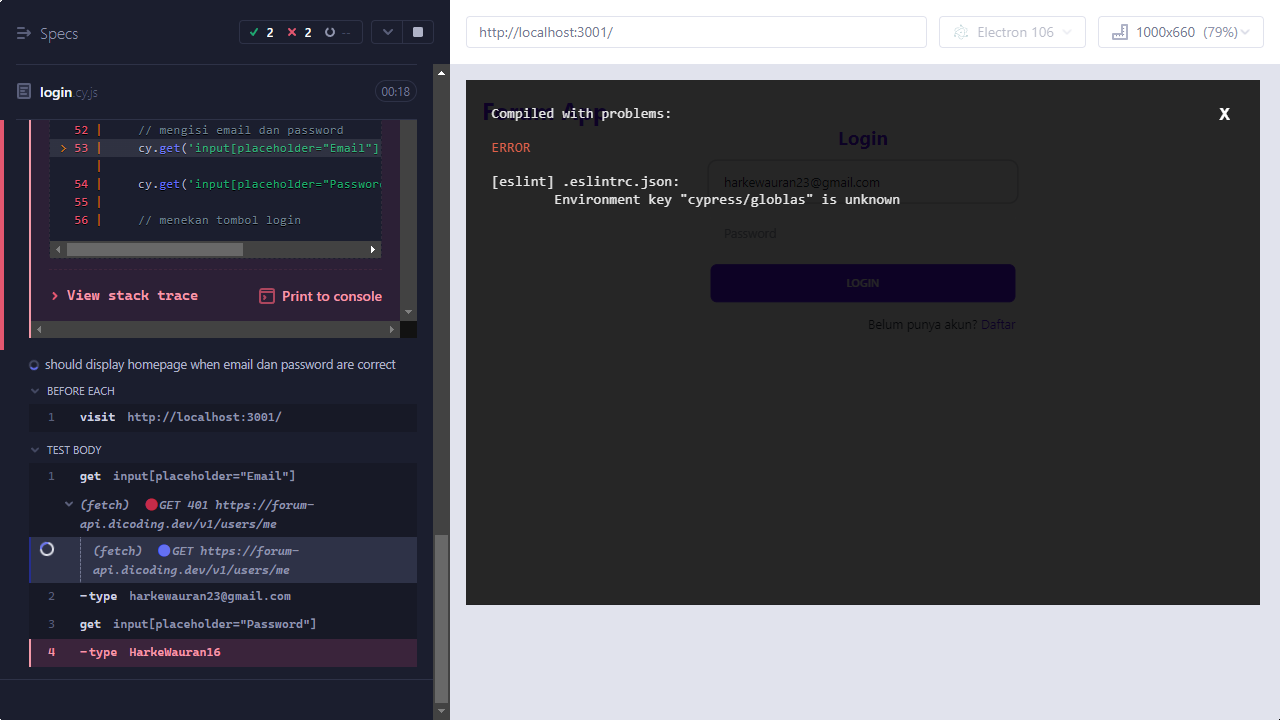 Specs
2
2
--
login.cy.js
00:18
52 | // mengisi email dan password
> 53 | cy.get('input[placeholder="Email"]
|
54 | cy.get('input[placeholder="Passwor
55 |
56 | // menekan tombol login
View stack trace
Print to console
should display homepage when email dan password are correct
BEFORE EACH
1 visit http://localhost:3001/
TEST BODY
1 get input[placeholder="Email"]
(fetch) GET 401 https://forum-
api.dicoding.dev/v1/users/me
(fetch) GET https://forum-
api.dicoding.dev/v1/users/me
2 -type harkewauran23@gmail.com
3 get input[placeholder="Password"]
4 -type HarkeWauran16
http://localhost:3001/
Electron 106
1000x660 (79%)
Forum App
Compiled with problems:
X
ERROR
[eslint] .eslintrc.json:
Environment key "cypress/globlas" is unknown
Login
harkewauran23@gmail.com
Password
LOGIN
Belum punya akun? Daftar